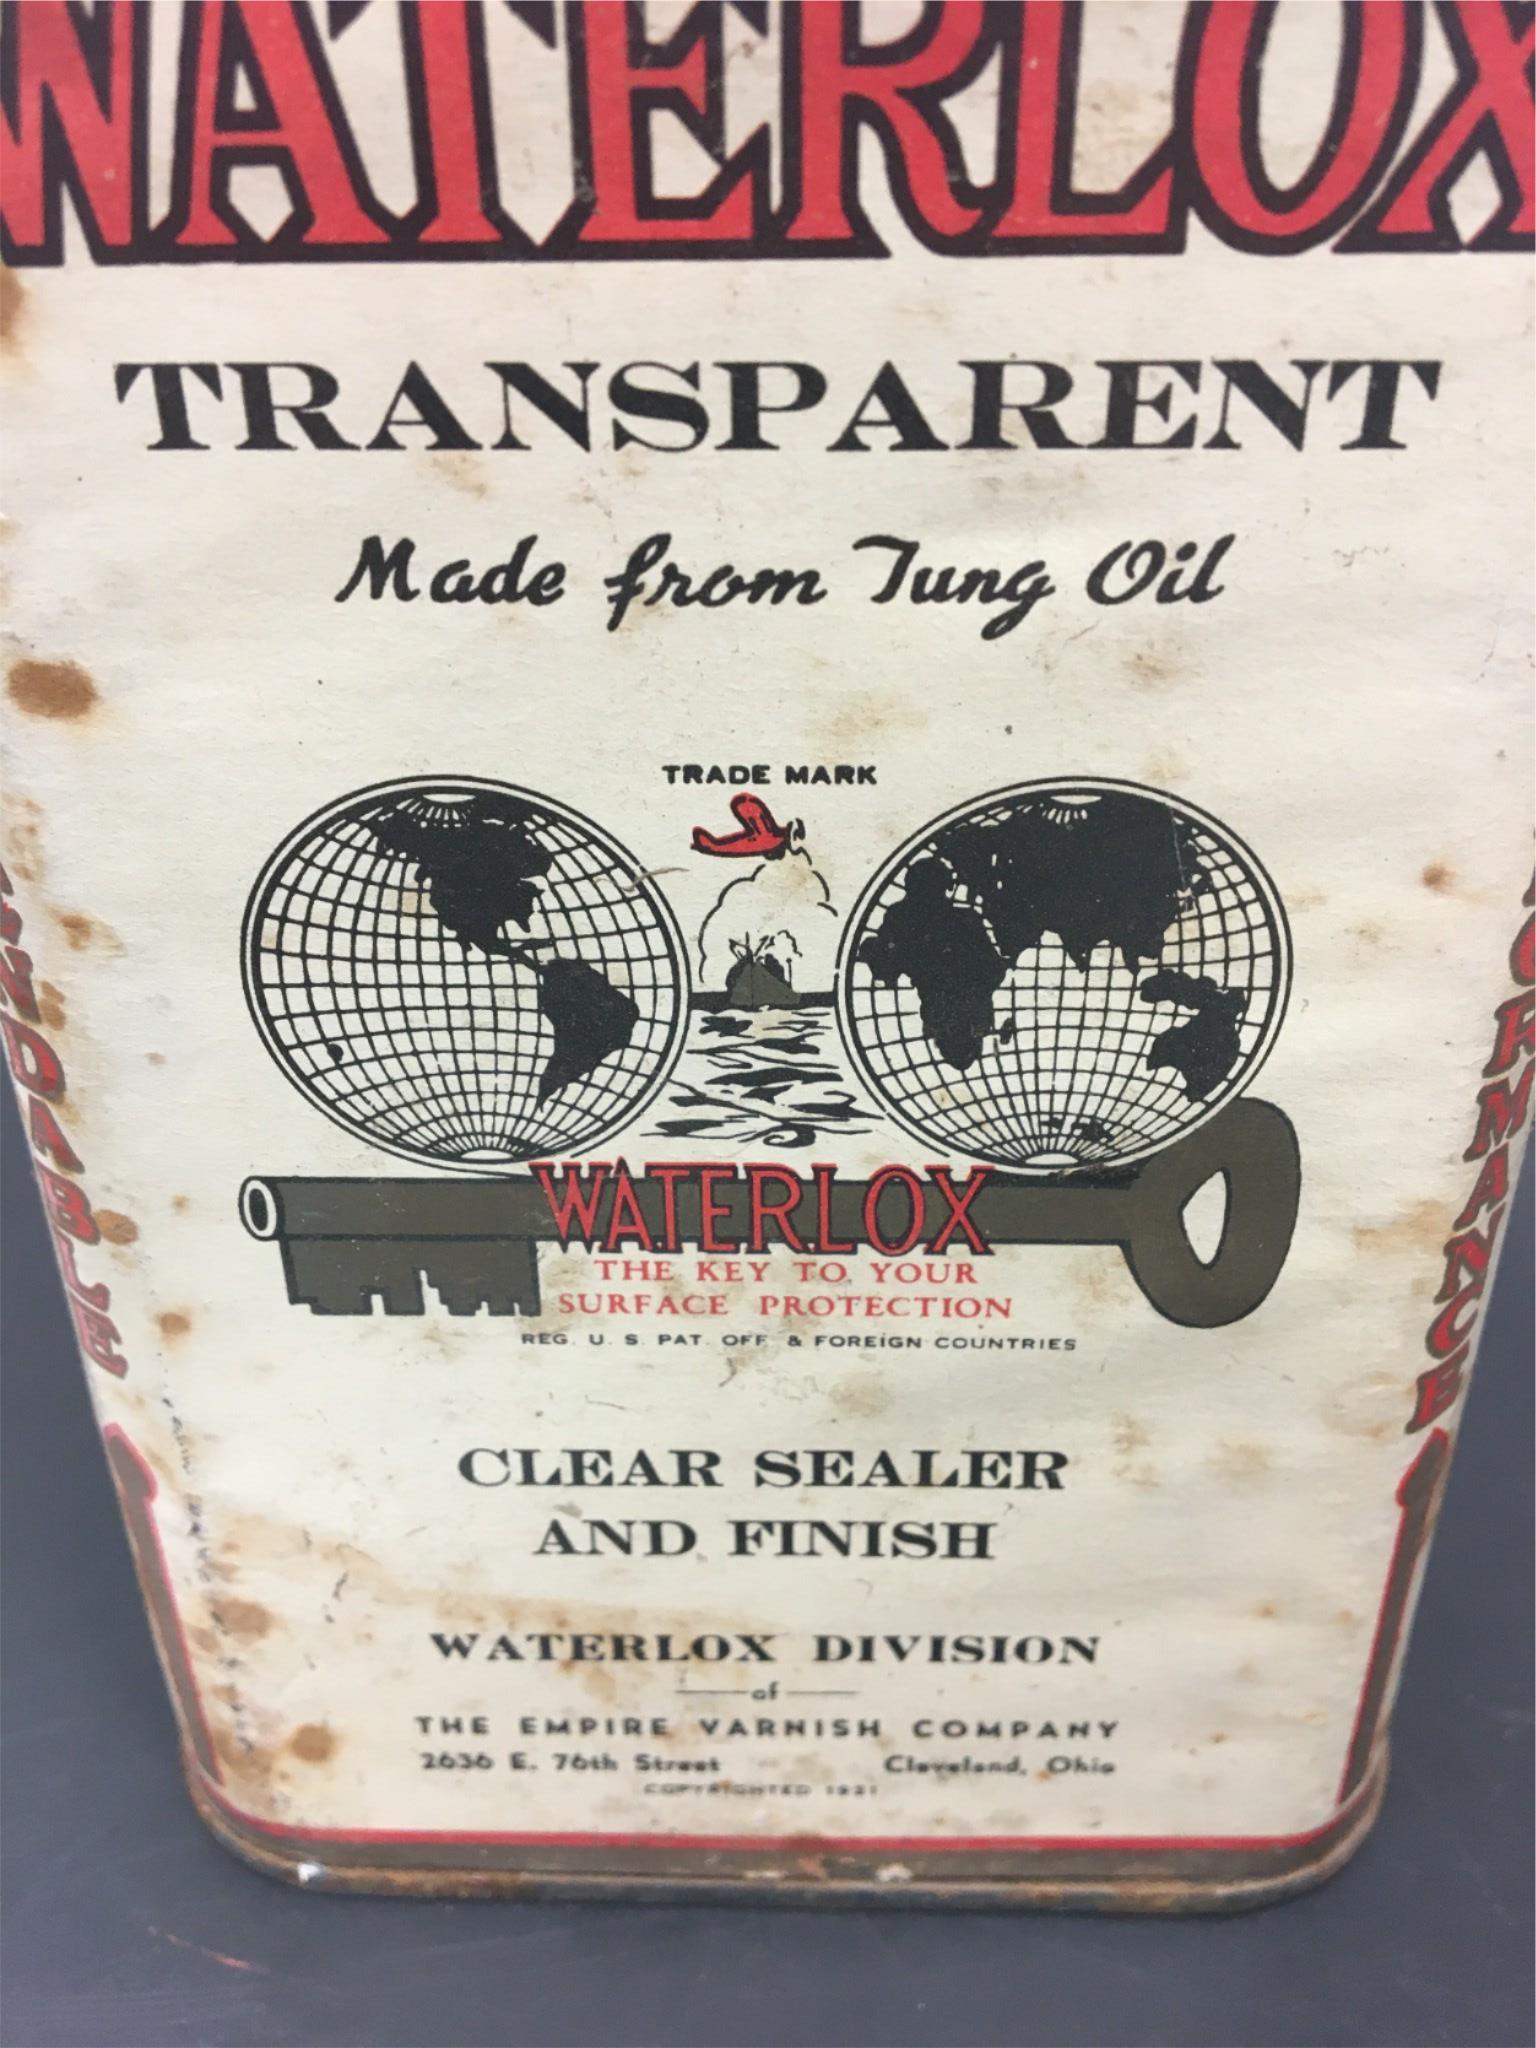 WATERLOX
TRANSPARENT
Made from Tung Oil
TRADE MARK
WATERLOX
THE KEY TO YOUR
SURFACE PROTECTION
REG. U. S. PAT. OFF. & FOREIGN COUNTRIES
CLEAR SEALER
AND FINISH
WATERLOX DIVISION
of
THE EMPIRE VARNISH COMPANY
2636 E. 76th Street Cleveland, Ohio
COPYRIGHTED